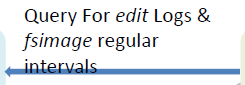 Query For edit Logs &
fsimage regular
intervals